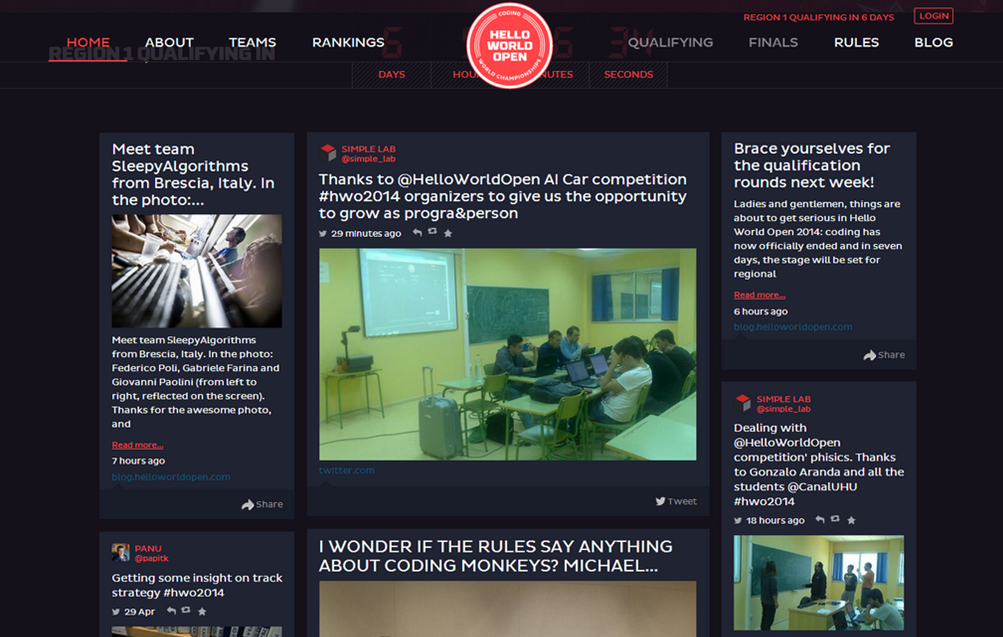 REGION 1 QUALIFYING IN 6 DAYS
LOGIN
HOME
ABOUT
TEAMS
RANKINGS
CODING
HELLO
WORLD
OPEN
WORLD CHAMPIONSHIPS
QUALIFYING
FINALS
RULES
BLOG
REGION 1 QUALIFYING IN
DAYS
SECONDS
Meet team
SleepyAlgorithms
from Brescia, Italy. In
the photo:...
Meet team SleepyAlgorithms
from Brescia, Italy. In the photo:
Federico Poli, Gabriele Farina and
Giovanni Paolini (from left to
right, reflected on the screen).
Thanks for the awesome photo,
and
Read more...
7 hours ago
blog.helloworldopen.com
Share
PANU
@papitk
Getting some insight on track
strategy #hwo2014
29 Apr
SIMPLE LAB
@simple_lab
Thanks to @HelloWorldOpen AI Car competition
#hwo2014 organizers to give us the opportunity
to grow as progra&person
29 minutes ago
twitter.com
Tweet
I WONDER IF THE RULES SAY ANYTHING
ABOUT CODING MONKEYS? MICHAEL...
Brace yourselves for
the qualification
rounds next week!
Ladies and gentlemen, things are
about to get serious in Hello
World Open 2014: coding has
now officially ended and in seven
days, the stage will be set for
regional
Read more...
6 hours ago
blog.helloworldopen.com
Share
SIMPLE LAB
@simple_lab
Dealing with
@HelloWorldOpen
competition' phisics. Thanks
to Gonzalo Aranda and all the
students @CanalUHU
#hwo2014
18 hours ago